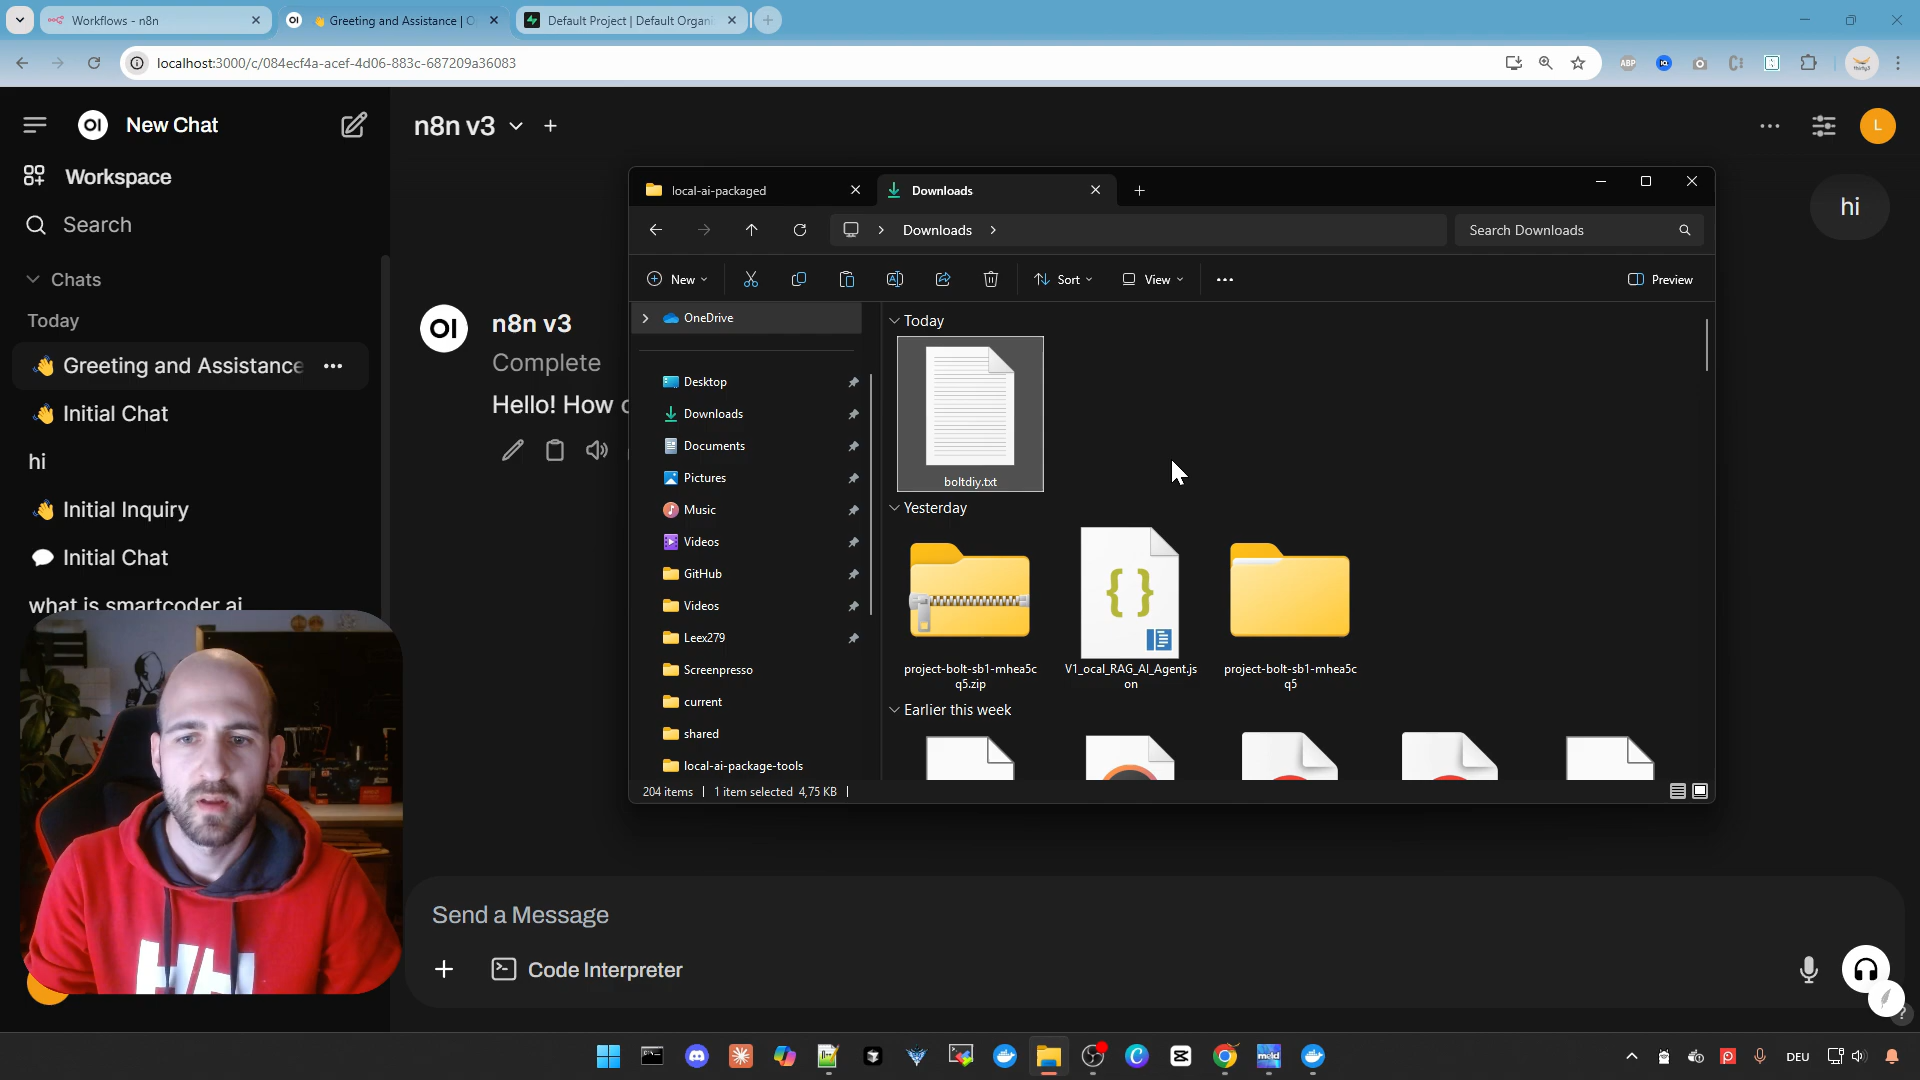 Workflows - n8n
👋 Greeting and Assistance | O
Default Project | Default Organi
localhost:3000/c/084ecf4a-acef-4d06-883c-687209a36083
ABP
OI
New Chat
n8n v3
L
Workspace
Search
Chats
Today
👋 Greeting and Assistance
👋 Initial Chat
hi
👋 Initial Inquiry
💬 Initial Chat
what is smartcoder ai
hi
OI
n8n v3
Complete
Hello! How
local-ai-packaged
Downloads
Downloads
Search Downloads
New
Sort
View
Preview
OneDrive
Desktop
Downloads
Documents
Pictures
Music
Videos
GitHub
Videos
Leex279
Screenpresso
current
shared
local-ai-package-tools
Today
boltdiy.txt
Yesterday
project-bolt-sb1-mhea5c
q5.zip
V1_ocal_RAG_AI_Agent.js
on
project-bolt-sb1-mhea5c
q5
Earlier this week
204 items
1 item selected 4,75 KB
HH
Send a Message
Code Interpreter
?
DEU